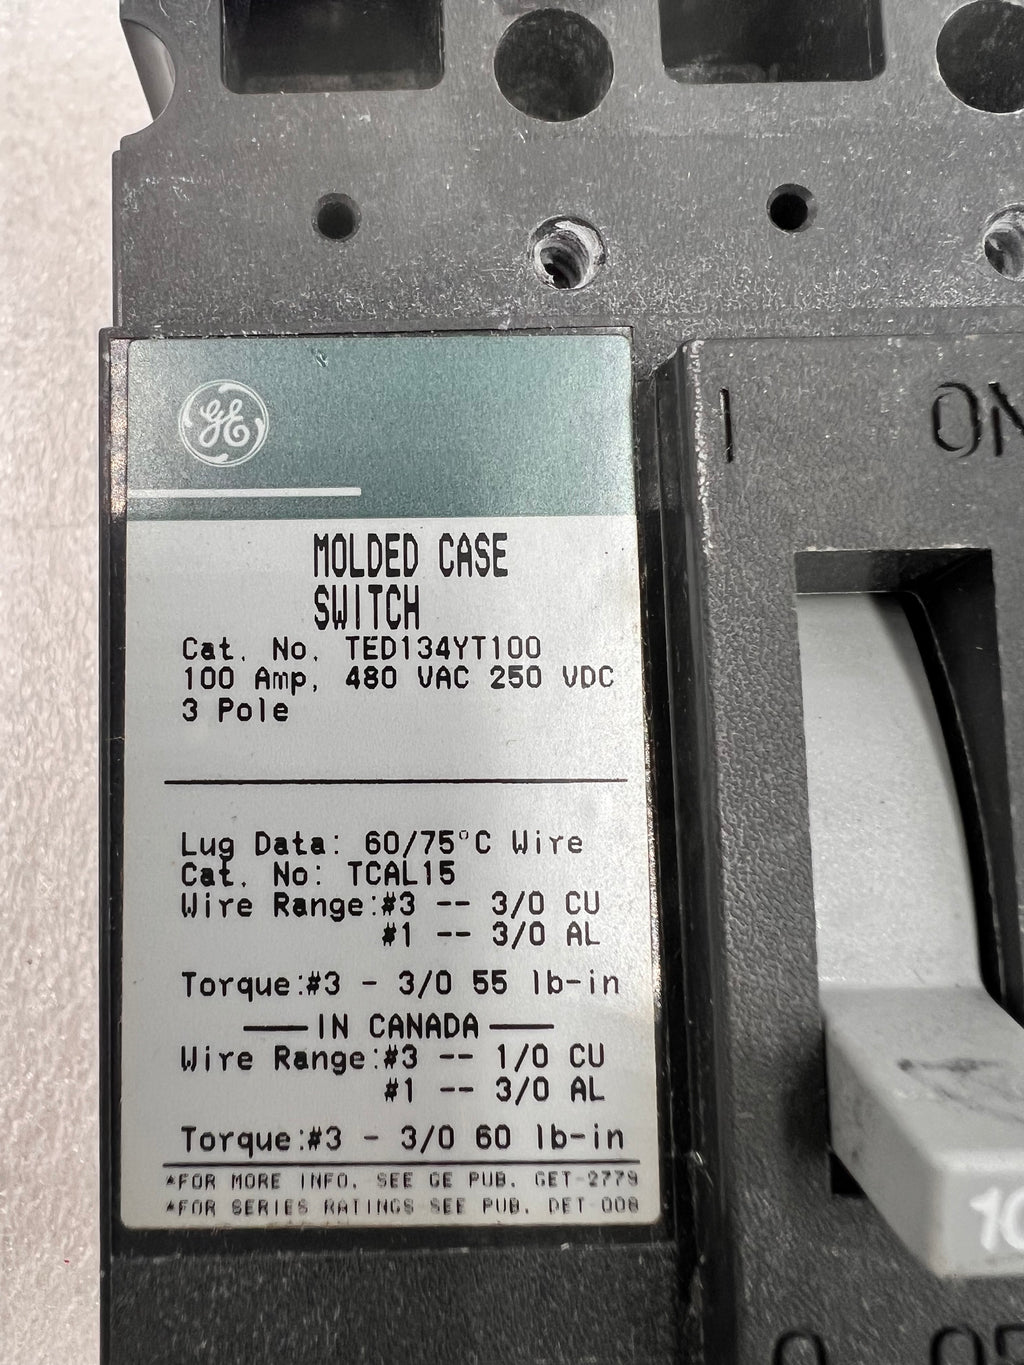 GE
MOLDED CASE
SWITCH
Cat. No. TED134YT100
100 Amp, 480 VAC 250 VDC
3 Pole
Lug Data: 60/75°C Wire
Cat. No: TCAL15
Wire Range:#3 -- 3/0 CU
#1 -- 3/0 AL
Torque:#3 - 3/0 55 lb-in
IN CANADA
Wire Range:#3 -- 1/0 CU
#1 -- 3/0 AL
Torque:#3 - 3/0 60 lb-in
*FOR MORE INFO. SEE GE PUB. GET-2779
*FOR SERIES RATINGS SEE PUB. DET-008
I ON
10
O